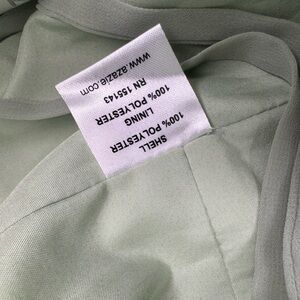 SHELL
100% POLYESTER
LINING
100% POLYESTER
RN 155143
www.azazie.com